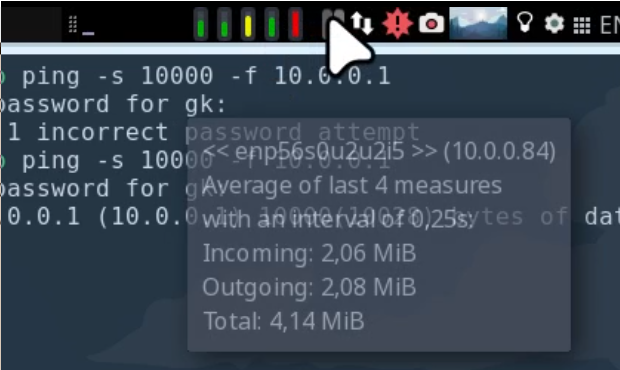 EN
ping -s 10000 -f 10.0.0.1
password for gk:
1 incorrect password attempt
ping -s 10000 -f 10.0.0.1
password for gk:
0.0.1 (10.0.0.1) 10000(10028) bytes of dat
<< enp56s0u2u2i5 >> (10.0.0.84)
Average of last 4 measures
with an interval of 0,25s:
Incoming: 2,06 MiB
Outgoing: 2,08 MiB
Total: 4,14 MiB